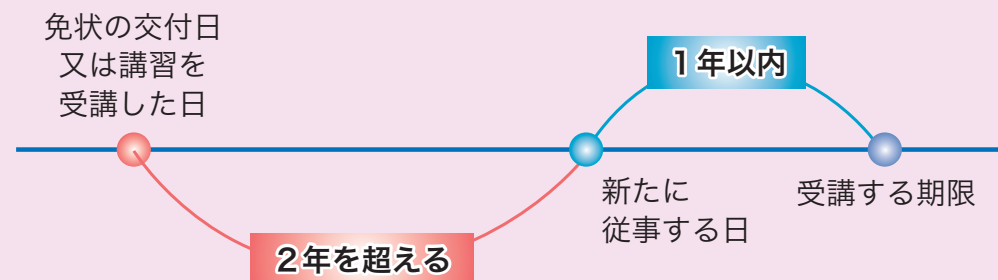 免状の交付日
又は講習を
受講した日
1年以内
新たに
従事する日
受講する期限
2年を超える